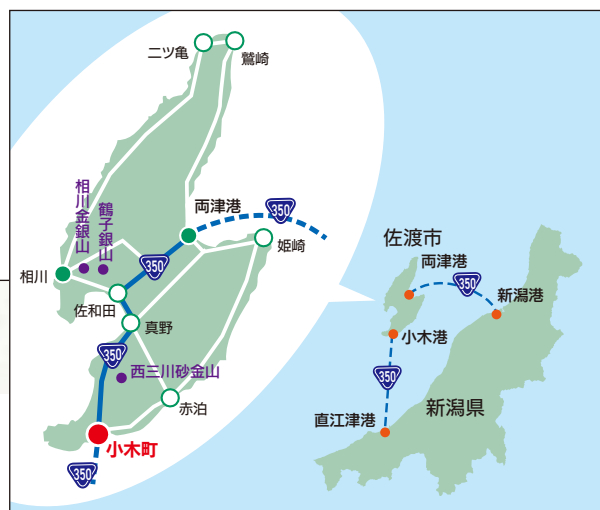 二ツ亀
鷲崎
相川金銀山
鶴子銀山
両津港
350
姫崎
350
相川
佐和田
真野
350
西三川砂金山
赤泊
小木町
350
佐渡市
両津港
350
新潟港
小木港
350
新潟県
直江津港